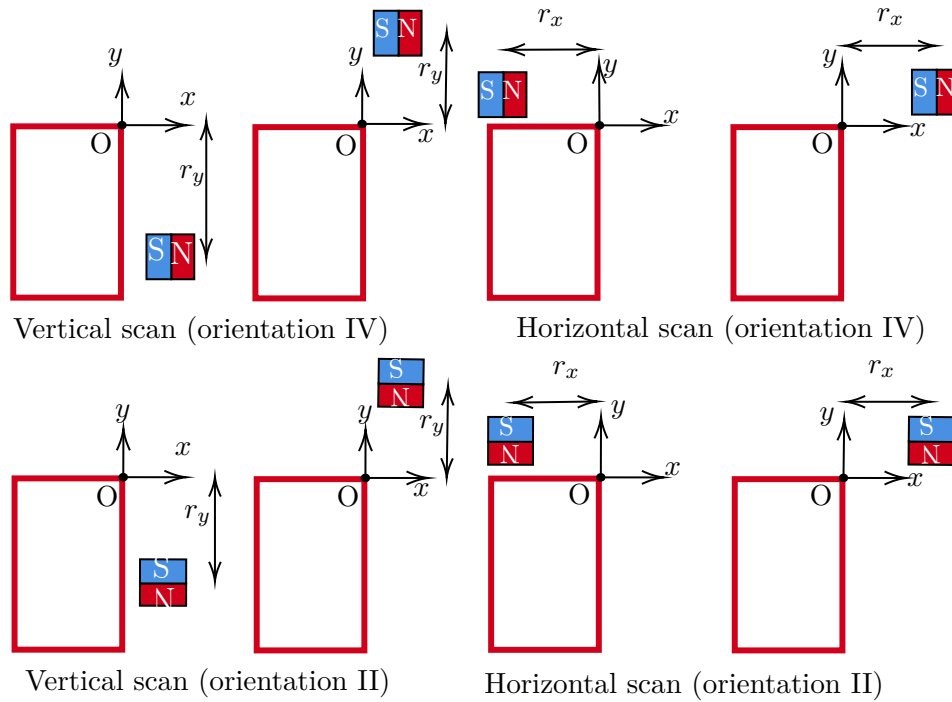 S N
r_x
r_x
y
r_y
y
y
x
S N
S N
x
x
x
O
O
O
O
r_y
S N
Vertical scan (orientation IV)
Horizontal scan (orientation IV)
S
N
r_x
r_x
y
y
r_y
y
y
S
N
S
N
x
x
x
x
O
O
O
O
r_y
S
N
Vertical scan (orientation II)
Horizontal scan (orientation II)